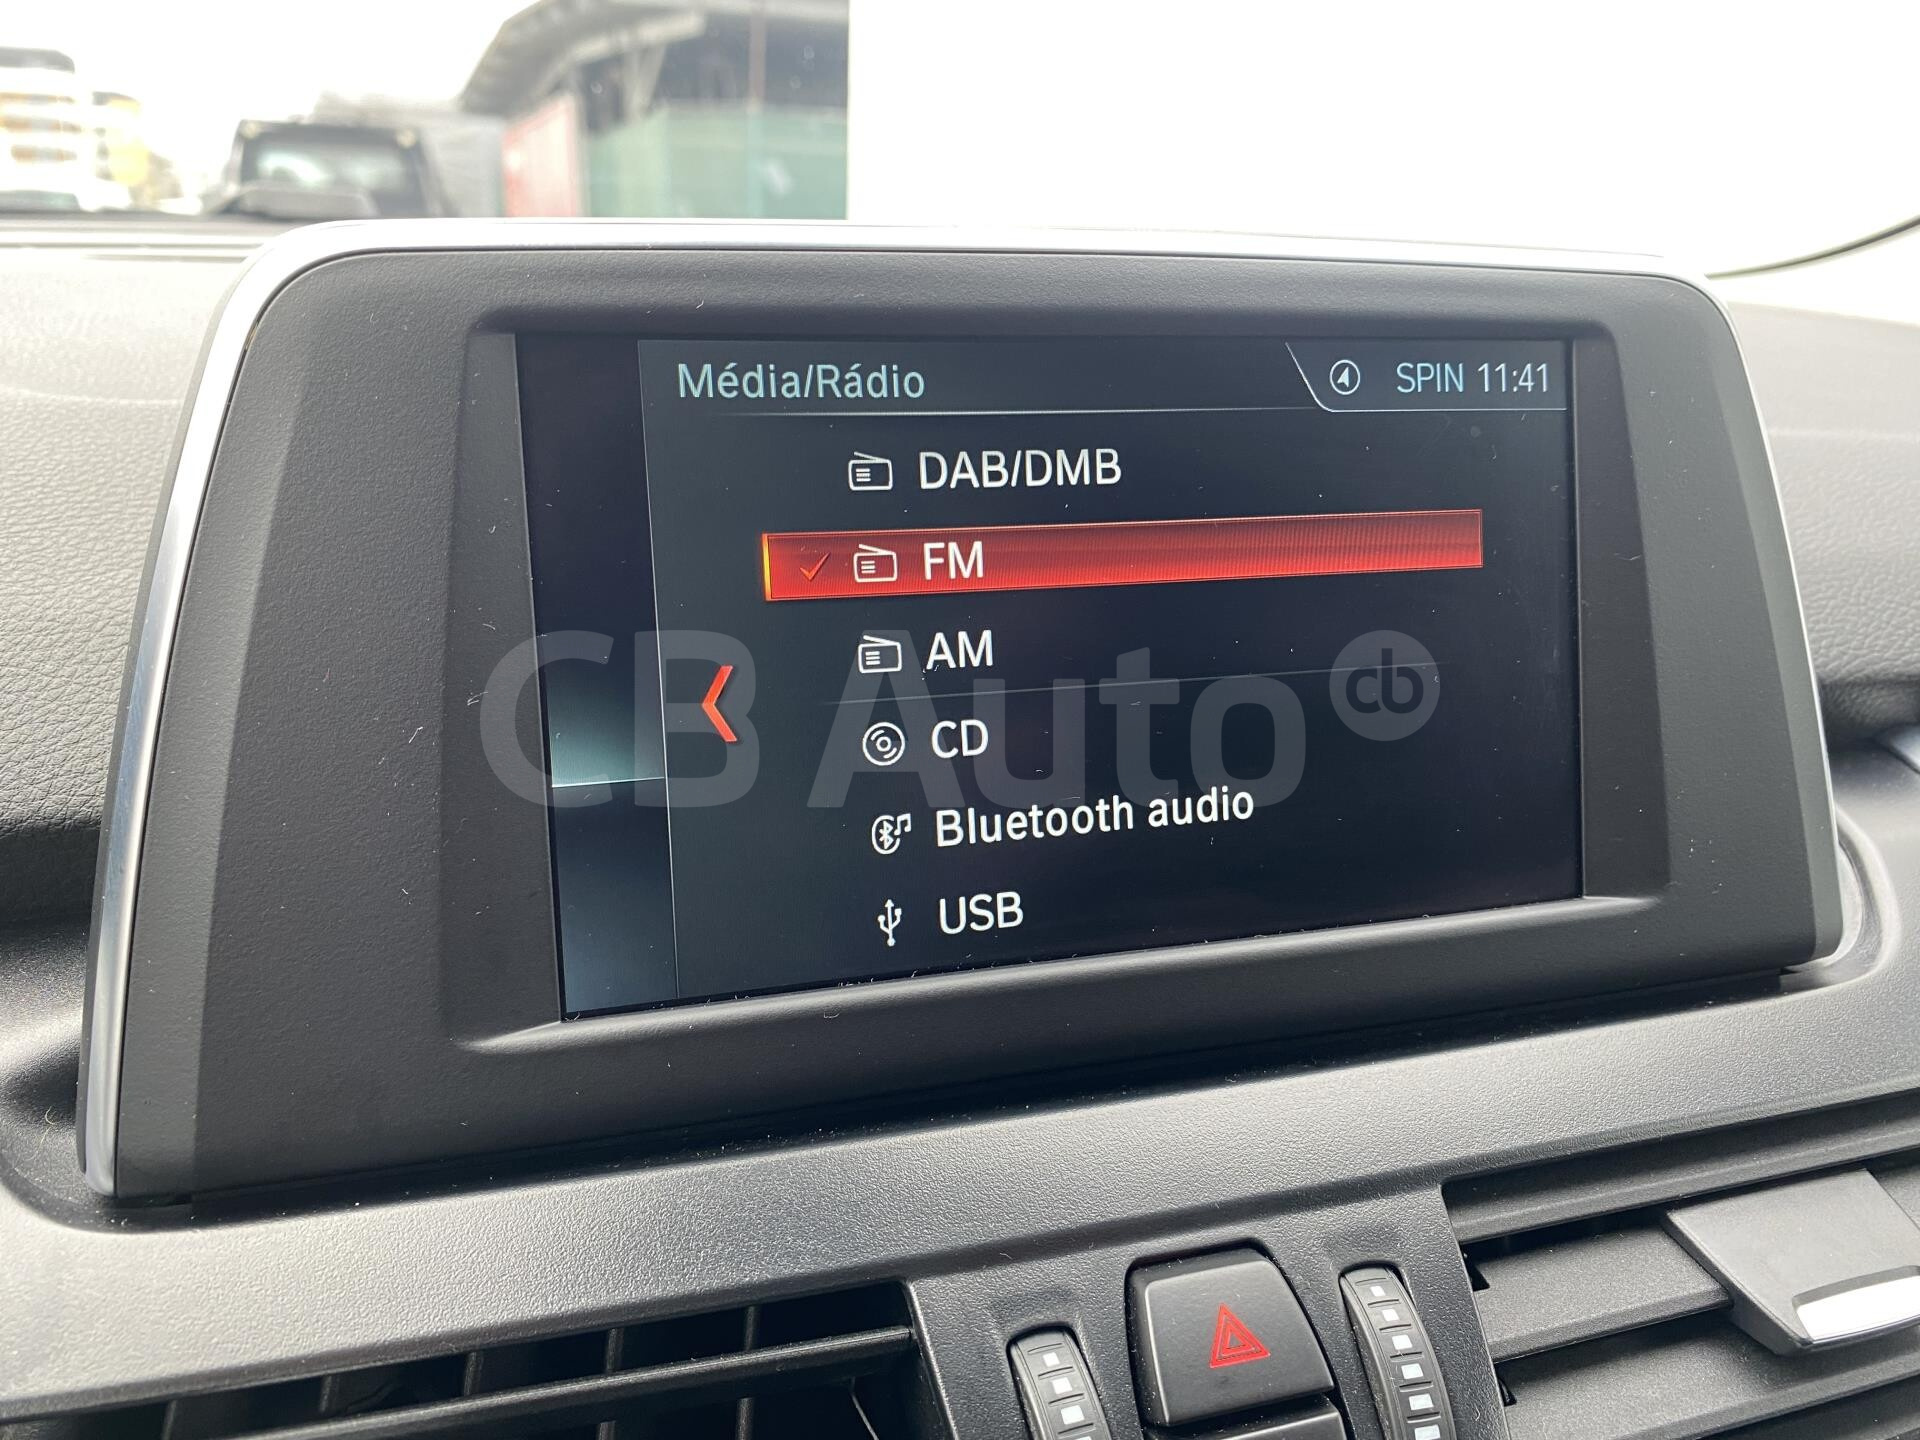 Média/Rádio
SPIN 11:41
DAB/DMB
FM
AM
CD
Bluetooth audio
USB
CB Auto cb